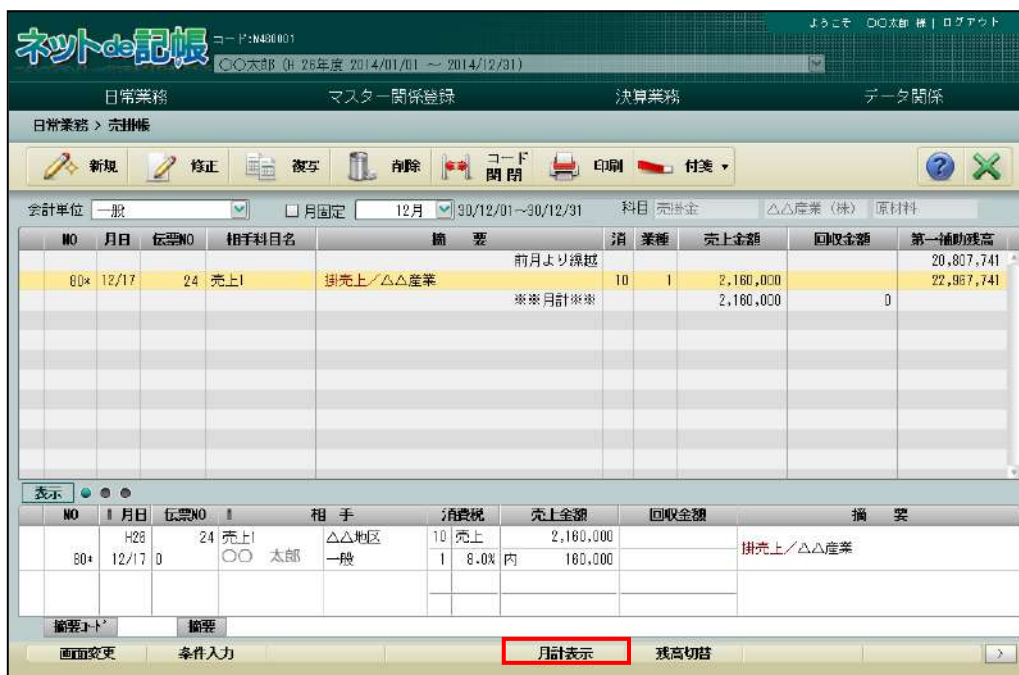 ようこそ 〇〇太郎 様 | ログアウト
ネットde記帳 コード:N480001
〇〇太郎 (H 26年度 2014/01/01 ～ 2014/12/31)
日常業務 マスター関係登録 決算業務 データ関係
日常業務 > 売掛帳
新規 修正 複写 削除 コード開閉 印刷 付箋 ▼
会計単位 一般 月固定 12月 30/12/01～30/12/31 科目 売掛金 △△産業（株） 原材料
NO 月日 伝票NO 相手科目名 摘 要 消 業種 売上金額 回収金額 第一補助残高
前月より繰越 20,807,741
80* 12/17 24 売上1 掛売上／△△産業 10 1 2,160,000 22,967,741
※※月計※※ 2,160,000 0
表示
NO 月日 伝票NO 相 手 消費税 売上金額 回収金額 摘 要
H26 24 売上1 △△地区 10 売上 2,160,000
80* 12/17 0 〇〇 太郎 一般 1 8.0% 内 160,000 掛売上／△△産業
摘要コード 摘要
画面変更 条件入力 月計表示 残高切替 >